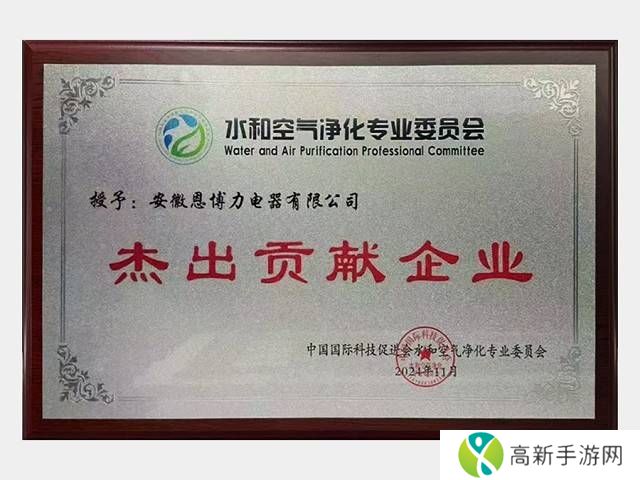 水和空气净化专业委员会
Water and Air Purification Professional Committee
授予：安徽恩博力电器有限公司
杰出贡献企业
中国国际科技促进会水和空气净化专业委员会
2024年11月
高新手游网